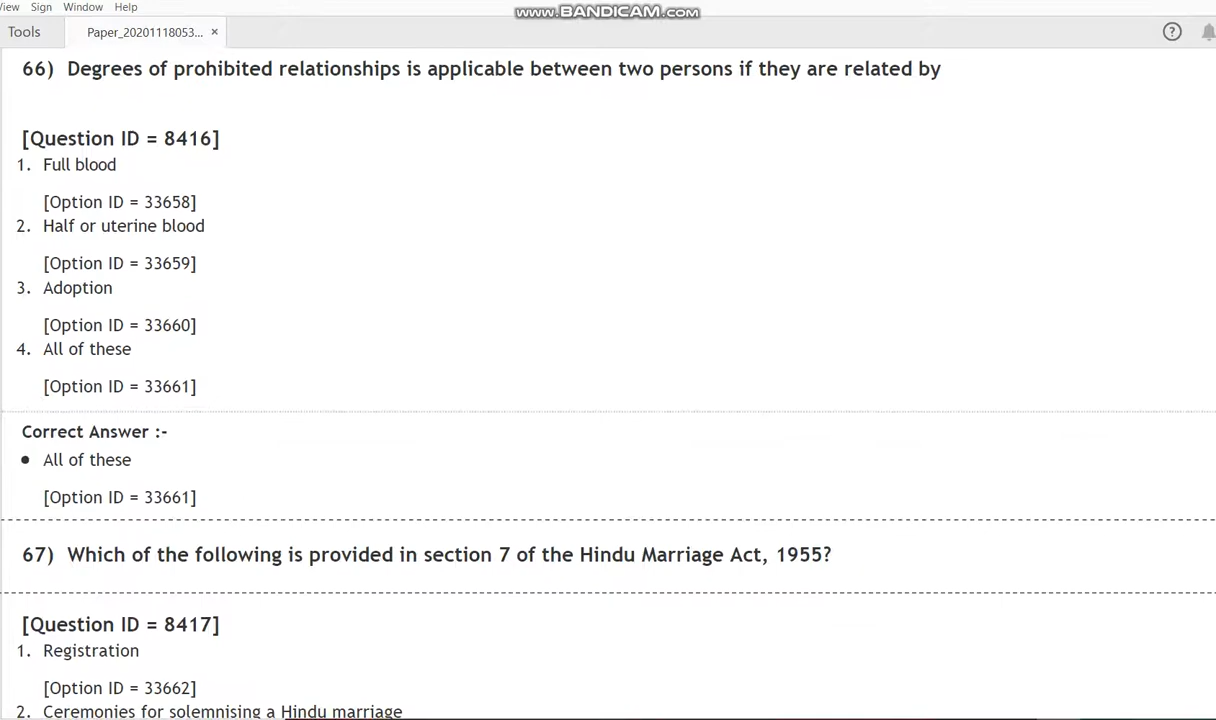 View Sign Window Help
www.BANDICAM.com
Tools Paper_20201118053... × ?
66) Degrees of prohibited relationships is applicable between two persons if they are related by
[Question ID = 8416]
1. Full blood
[Option ID = 33658]
2. Half or uterine blood
[Option ID = 33659]
3. Adoption
[Option ID = 33660]
4. All of these
[Option ID = 33661]
Correct Answer :-
• All of these
[Option ID = 33661]
67) Which of the following is provided in section 7 of the Hindu Marriage Act, 1955?
[Question ID = 8417]
1. Registration
[Option ID = 33662]
2. Ceremonies for solemnising a Hindu marriage